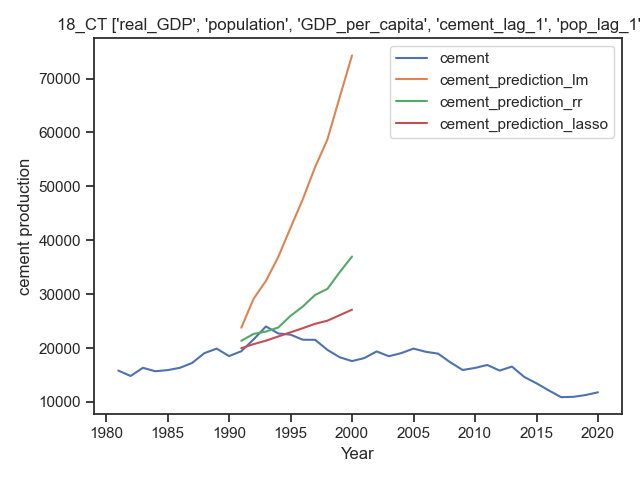 18_CT ['real_GDP', 'population', 'GDP_per_capita', 'cement_lag_1', 'pop_lag_1'
cement
cement_prediction_lm
cement_prediction_rr
cement_prediction_lasso
cement production
70000
60000
50000
40000
30000
20000
10000
1980 1985 1990 1995 2000 2005 2010 2015 2020
Year